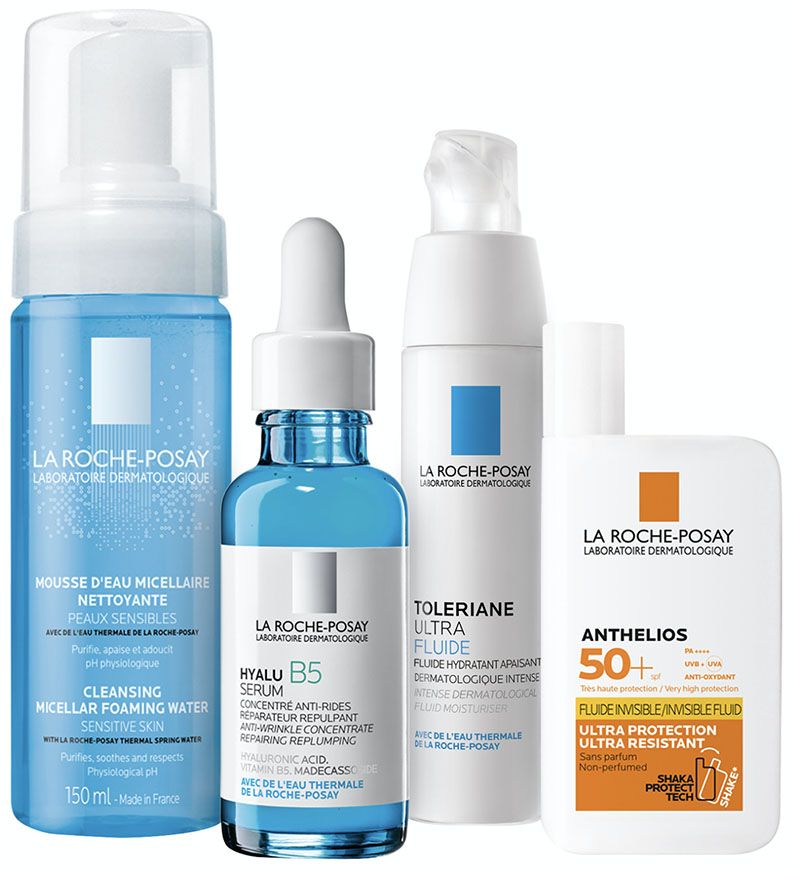 LA ROCHE-POSAY
LABORATOIRE DERMATOLOGIQUE
MOUSSE D'EAU MICELLAIRE
NETTOYANTE
PEAUX SENSIBLES
AVEC DE L'EAU THERMALE DE LA ROCHE-POSAY
Purifie, apaise et adoucit
pH physiologique
CLEANSING
MICELLAR FOAMING WATER
SENSITIVE SKIN
WITH LA ROCHE-POSAY THERMAL SPRING WATER
Purifies, soothes and respects
Physiological pH
150 ml - Made in France
LA ROCHE-POSAY
LABORATOIRE DERMATOLOGIQUE
HYALU B5
SERUM
CONCENTRÉ ANTI-RIDES
RÉPARATEUR REPULPANT
ANTI-WRINKLE CONCENTRATE
REPAIRING REPLUMPING
HYALURONIC ACID.
VITAMIN B5. MADECASSOSIDE
AVEC DE L'EAU THERMALE
DE LA ROCHE-POSAY
LA ROCHE-POSAY
LABORATOIRE DERMATOLOGIQUE
TOLERIANE
ULTRA
FLUIDE
FLUIDE HYDRATANT APAISANT
DERMATOLOGIQUE INTENSE
INTENSE DERMATOLOGICAL
FLUID MOISTURISER
AVEC DE L'EAU THERMALE
DE LA ROCHE-POSAY
LA ROCHE-POSAY
LABORATOIRE DERMATOLOGIQUE
ANTHELIOS
50+ spf
PA ++++
UVB + UVA
ANTI-OXYDANT
Très haute protection / Very high protection
FLUIDE INVISIBLE/INVISIBLE FLUID
ULTRA PROTECTION
ULTRA RESISTANT
Sans parfum
Non-perfumed
SHAKA
PROTECT
TECH
SHAKE*